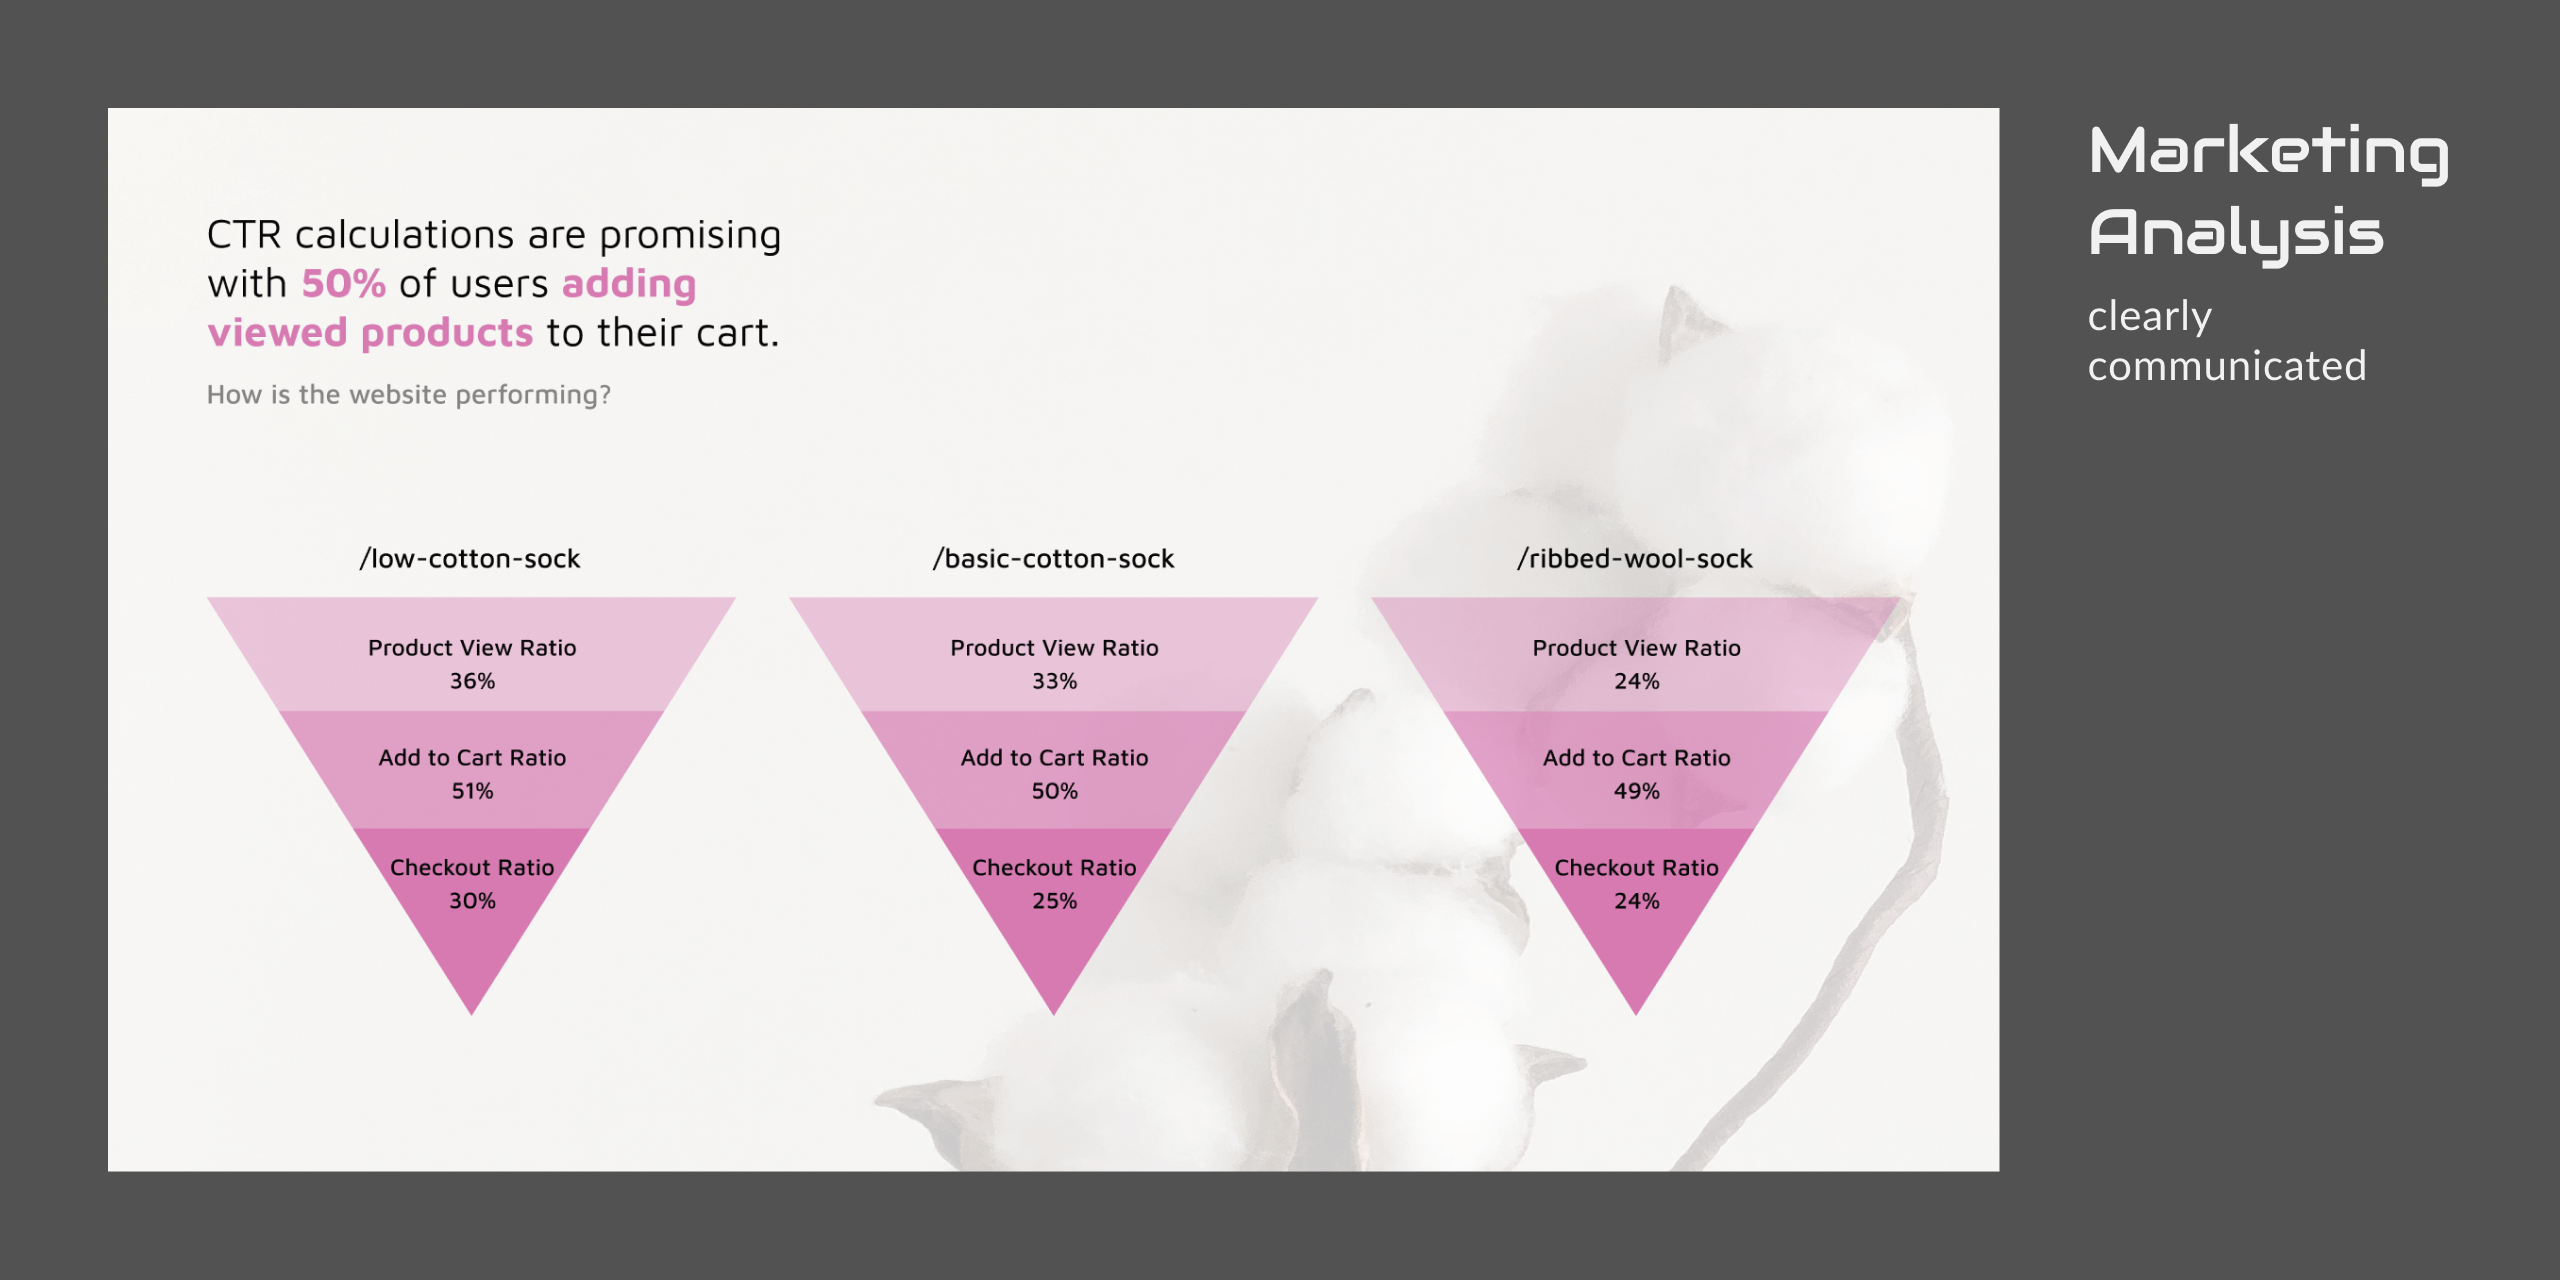 CTR calculations are promising
with 50% of users adding
viewed products to their cart.
How is the website performing?
/low-cotton-sock
Product View Ratio
36%
Add to Cart Ratio
51%
Checkout Ratio
30%
/basic-cotton-sock
Product View Ratio
33%
Add to Cart Ratio
50%
Checkout Ratio
25%
/ribbed-wool-sock
Product View Ratio
24%
Add to Cart Ratio
49%
Checkout Ratio
24%
Marketing
Analysis
clearly
communicated